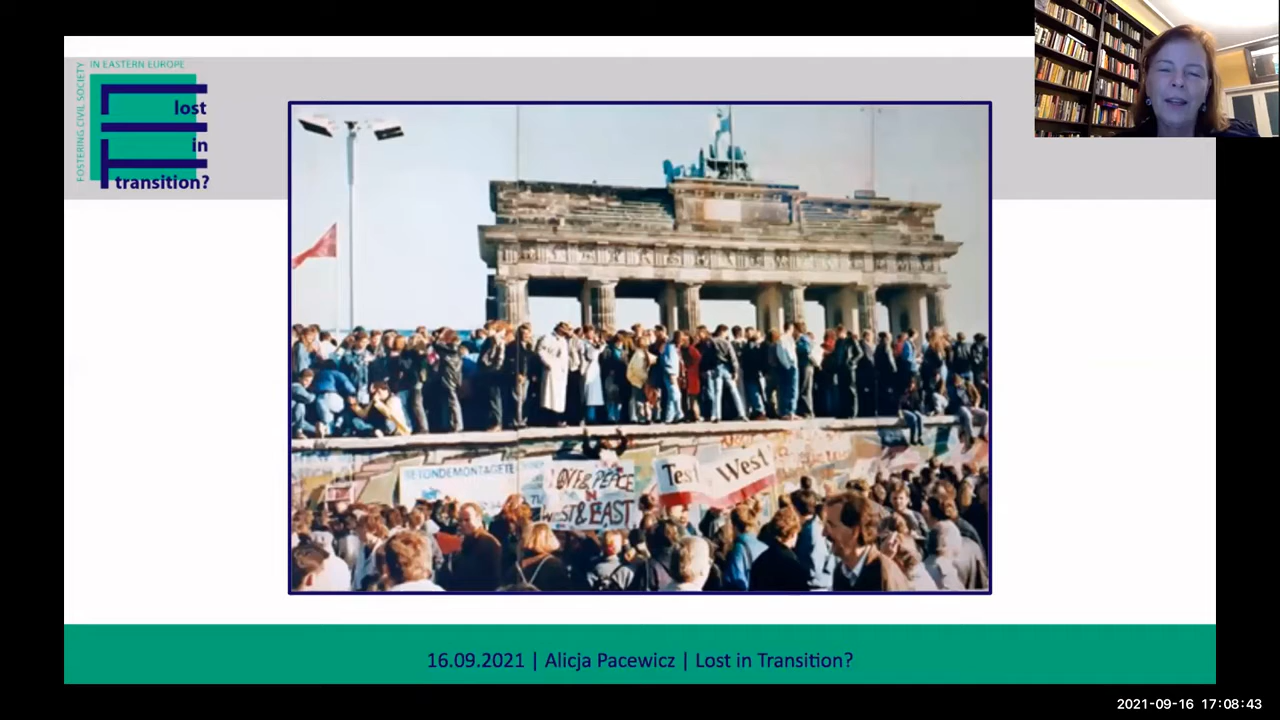 IN EASTERN EUROPE
FOSTERING CIVIL SOCIETY
lost
in
transition?
LOVE & PEACE
IN
WEST & EAST
Test West
16.09.2021 | Alicja Pacewicz | Lost in Transition?
2021-09-16 17:08:43